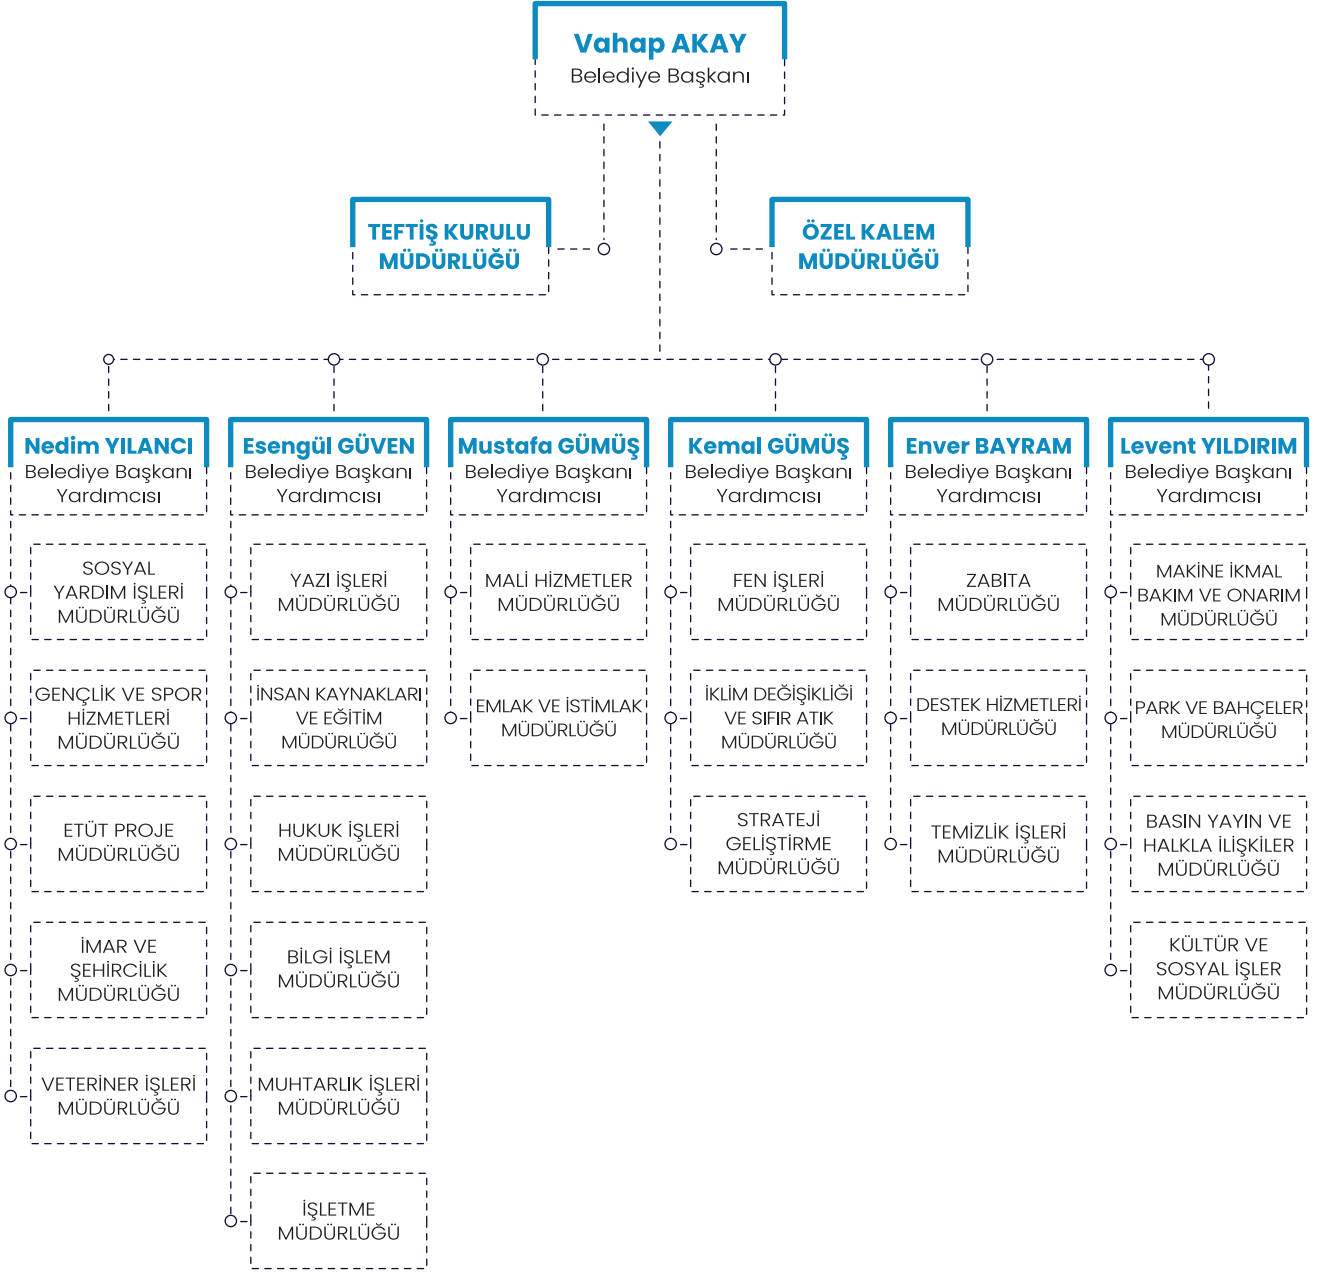 Vahap AKAY
Belediye Başkanı
TEFTİŞ KURULU
MÜDÜRLÜĞÜ
ÖZEL KALEM
MÜDÜRLÜĞÜ
Nedim YILANCI
Belediye Başkanı
Yardımcısı
SOSYAL
YARDIM İŞLERİ
MÜDÜRLÜĞÜ
GENÇLİK VE SPOR
HİZMETLERİ
MÜDÜRLÜĞÜ
ETÜT PROJE
MÜDÜRLÜĞÜ
İMAR VE
ŞEHİRCİLİK
MÜDÜRLÜĞÜ
VETERİNER İŞLERİ
MÜDÜRLÜĞÜ
Esengül GÜVEN
Belediye Başkanı
Yardımcısı
YAZI İŞLERİ
MÜDÜRLÜĞÜ
İNSAN KAYNAKLARI
VE EĞİTİM
MÜDÜRLÜĞÜ
HUKUK İŞLERİ
MÜDÜRLÜĞÜ
BİLGİ İŞLEM
MÜDÜRLÜĞÜ
MUHTARLIK İŞLERİ
MÜDÜRLÜĞÜ
İŞLETME
MÜDÜRLÜĞÜ
Mustafa GÜMÜŞ
Belediye Başkanı
Yardımcısı
MALİ HİZMETLER
MÜDÜRLÜĞÜ
EMLAK VE İSTİMLAK
MÜDÜRLÜĞÜ
Kemal GÜMÜŞ
Belediye Başkanı
Yardımcısı
FEN İŞLERİ
MÜDÜRLÜĞÜ
İKLİM DEĞİŞİKLİĞİ
VE SIFIR ATIK
MÜDÜRLÜĞÜ
STRATEJİ
GELİŞTİRME
MÜDÜRLÜĞÜ
Enver BAYRAM
Belediye Başkanı
Yardımcısı
ZABITA
MÜDÜRLÜĞÜ
DESTEK HİZMETLERİ
MÜDÜRLÜĞÜ
TEMİZLİK İŞLERİ
MÜDÜRLÜĞÜ
Levent YILDIRIM
Belediye Başkanı
Yardımcısı
MAKİNE İKMAL
BAKIM VE ONARIM
MÜDÜRLÜĞÜ
PARK VE BAHÇELER
MÜDÜRLÜĞÜ
BASIN YAYIN VE
HALKLA İLİŞKİLER
MÜDÜRLÜĞÜ
KÜLTÜR VE
SOSYAL İŞLER
MÜDÜRLÜĞÜ